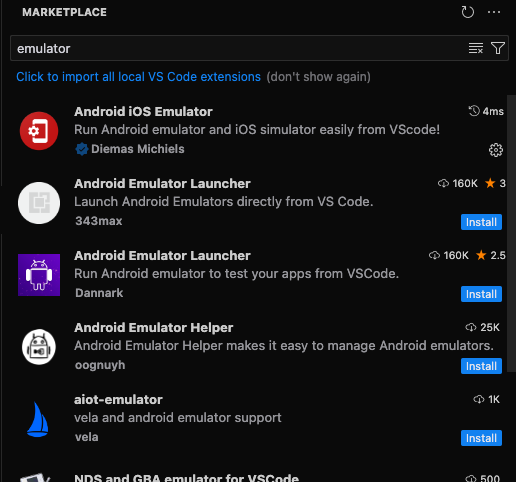 MARKETPLACE
emulator
Click to import all local VS Code extensions (don't show again)
Android iOS Emulator 4ms
Run Android emulator and iOS simulator easily from VScode!
Diemas Michiels
Android Emulator Launcher 160K 3
Launch Android Emulators directly from VS Code.
343max Install
Android Emulator Launcher 160K 2.5
Run Android emulator to test your apps from VSCode.
Dannark Install
Android Emulator Helper 25K
Android Emulator Helper makes it easy to manage Android emulators.
oognuyh Install
aiot-emulator 1K
vela and android emulator support
vela Install
NDS and GBA emulator for VSCode 500